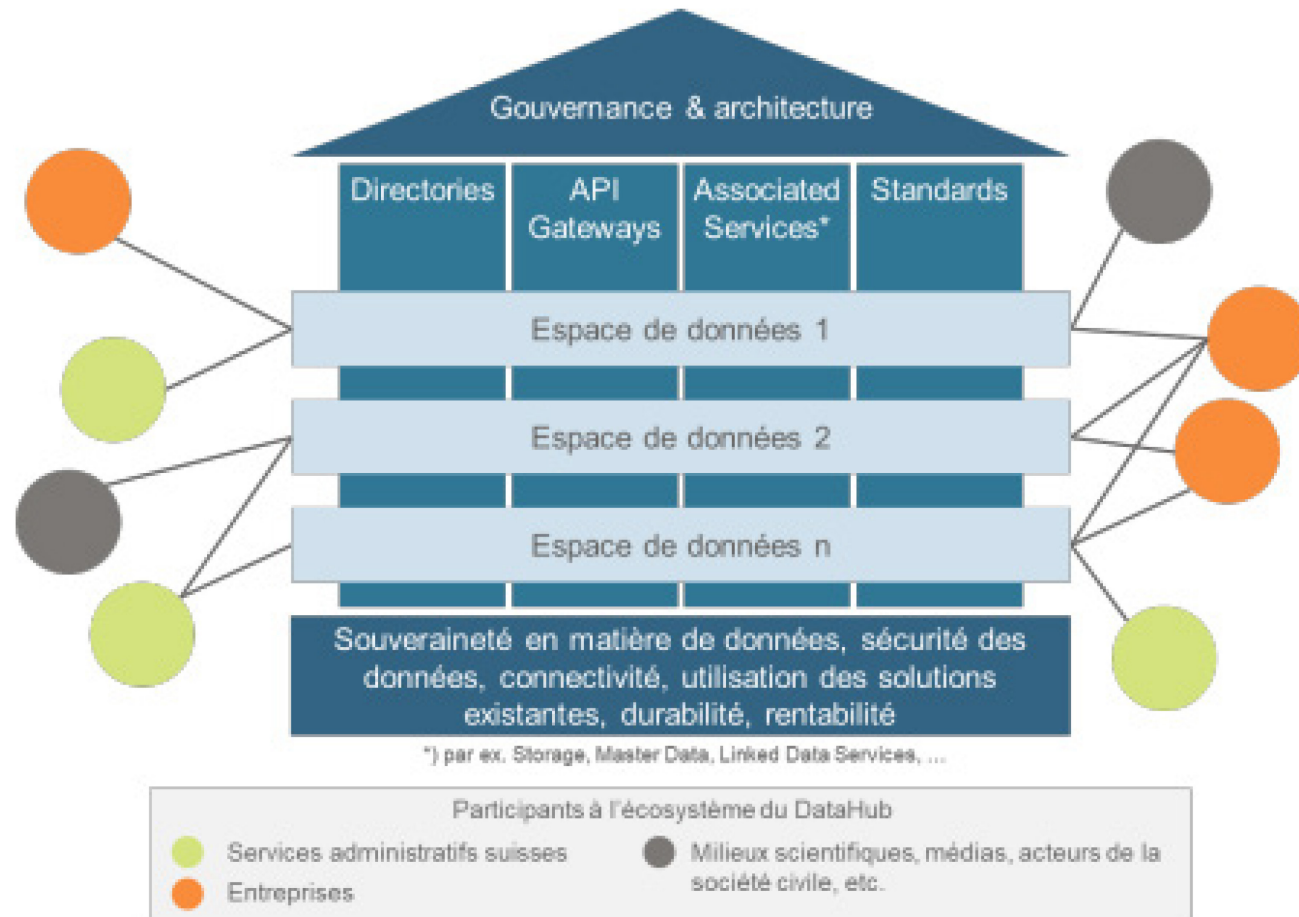 Gouvernance & architecture
Directories
API
Gateways
Associated
Services*
Standards
Espace de données 1
Espace de données 2
Espace de données n
Souveraineté en matière de données, sécurité des
données, connectivité, utilisation des solutions
existantes, durabilité, rentabilité
*) par ex. Storage, Master Data, Linked Data Services, ...
Participants à l'écosystème du DataHub
Services administratifs suisses
Entreprises
Milieux scientifiques, médias, acteurs de la
société civile, etc.